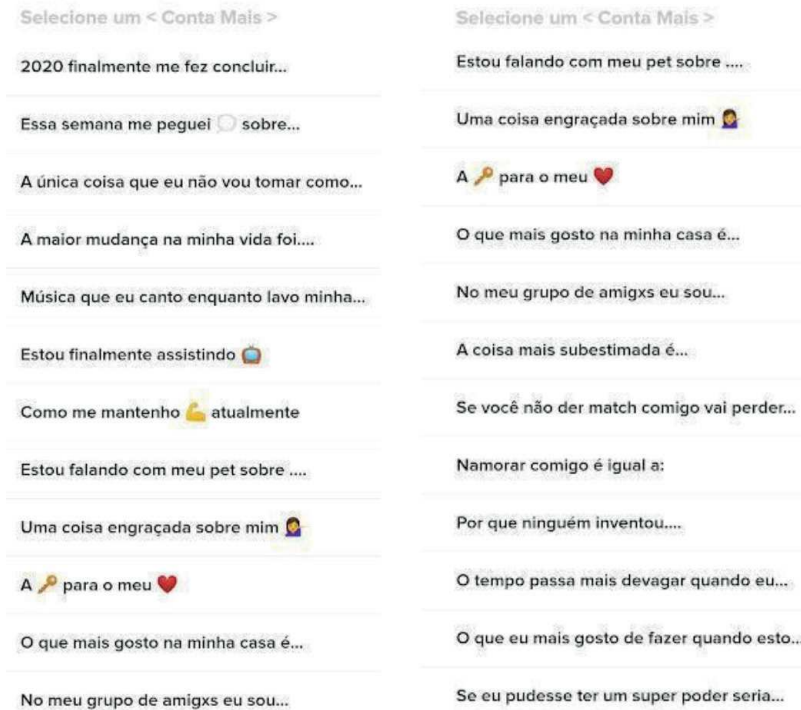 Selecione um < Conta Mais >
2020 finalmente me fez concluir...
Essa semana me peguei 💭 sobre...
A única coisa que eu não vou tomar como...
A maior mudança na minha vida foi....
Música que eu canto enquanto lavo minha...
Estou finalmente assistindo 📺
Como me mantenho 💪 atualmente
Estou falando com meu pet sobre ....
Uma coisa engraçada sobre mim 💁‍♀️
A 🔑 para o meu ❤️
O que mais gosto na minha casa é...
No meu grupo de amigxs eu sou...
Selecione um < Conta Mais >
Estou falando com meu pet sobre ....
Uma coisa engraçada sobre mim 💁‍♀️
A 🔑 para o meu ❤️
O que mais gosto na minha casa é...
No meu grupo de amigxs eu sou...
A coisa mais subestimada é...
Se você não der match comigo vai perder...
Namorar comigo é igual a:
Por que ninguém inventou....
O tempo passa mais devagar quando eu...
O que eu mais gosto de fazer quando esto...
Se eu pudesse ter um super poder seria...